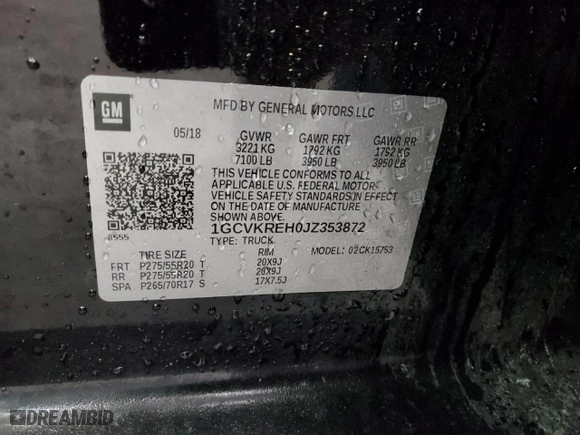 GM
MFD BY GENERAL MOTORS LLC
05/18 GVWR GAWR FRT GAWR RR
3221 KG 1792 KG 1792 KG
7100 LB 3950 LB 3950 LB
THIS VEHICLE CONFORMS TO ALL
APPLICABLE U.S. FEDERAL MOTOR
VEHICLE SAFETY STANDARDS IN EFFECT
ON THE DATE OF MANUFACTURE
SHOWN ABOVE.
8555 1GCVKREH0JZ353872
TYPE: TRUCK MODEL: 02CK15753
TIRE SIZE RIM
FRT P275/55R20 T 20X9J
RR P275/55R20 T 20X9J
SPA P265/70R17 S 17X7.5J
DREAMBID